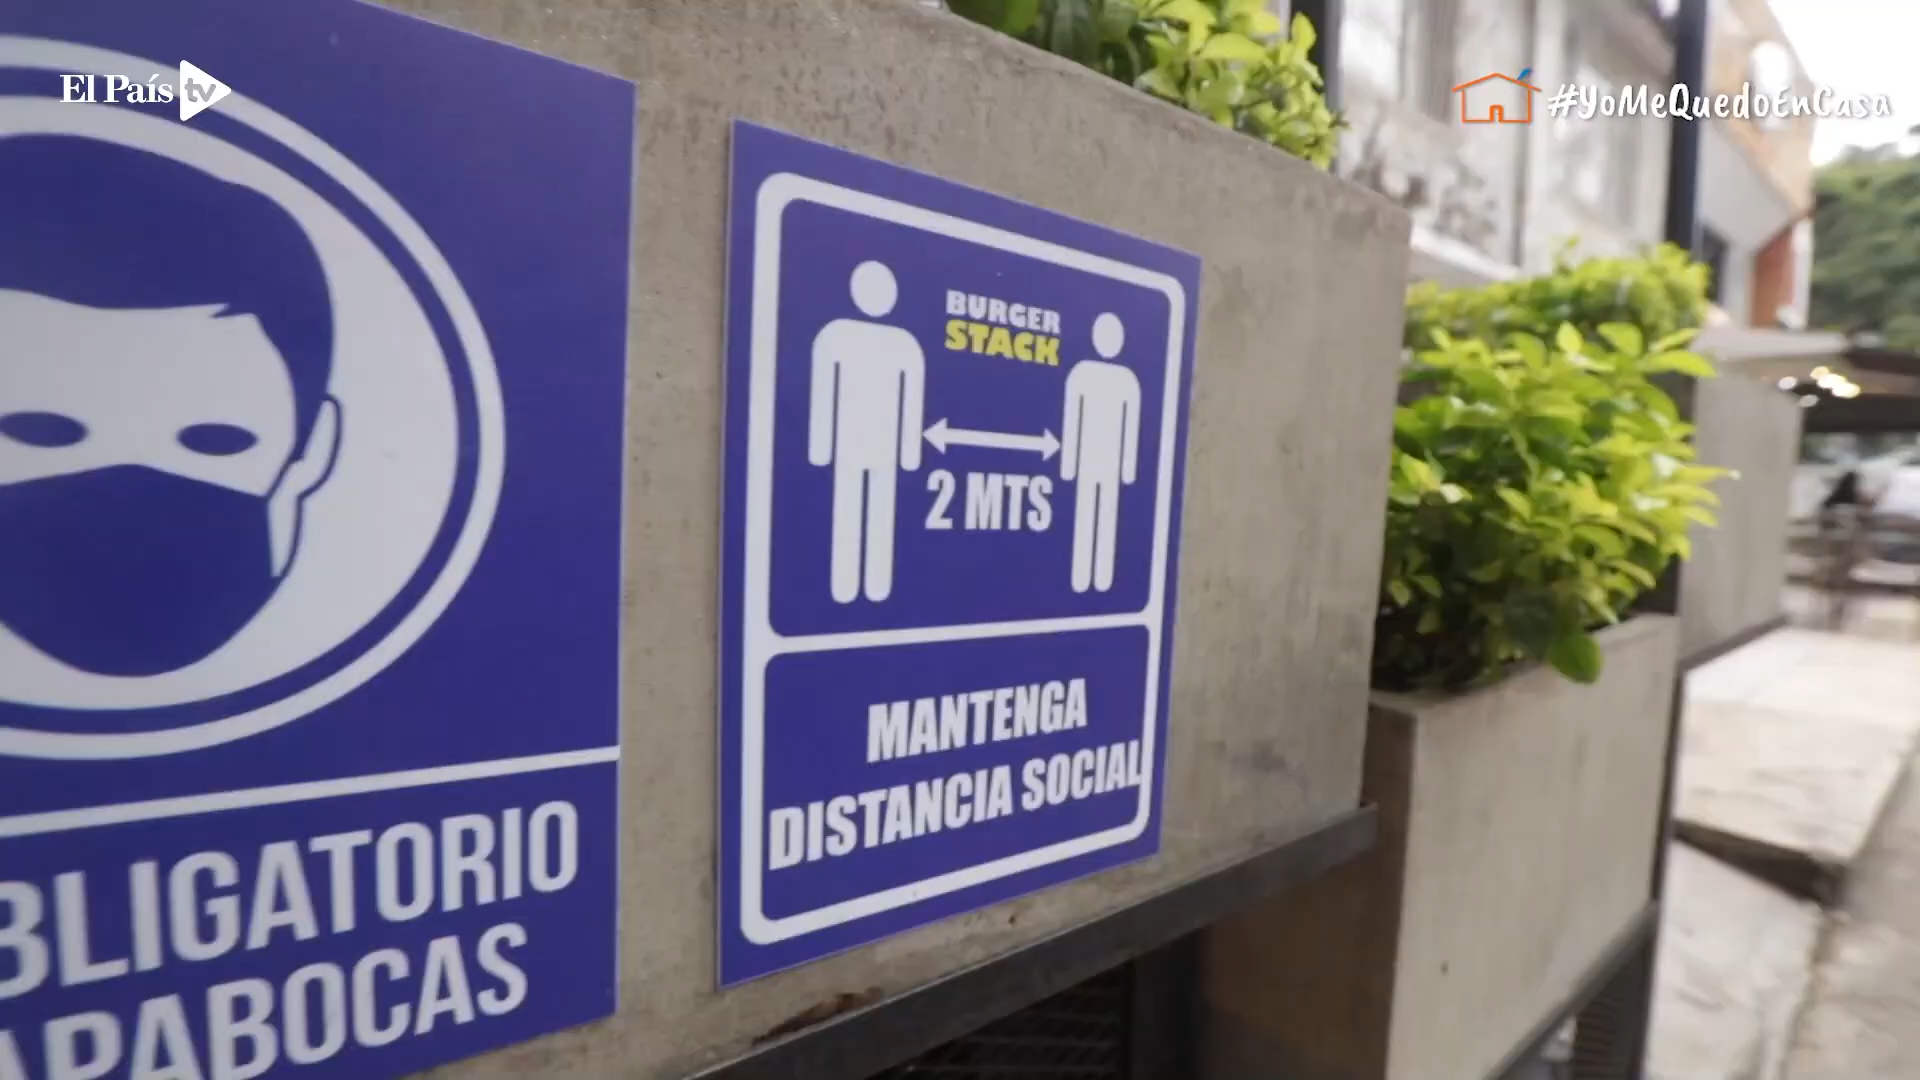 El País tv
#YoMeQuedoEnCasa
BURGER
STACK
2 MTS
MANTENGA
DISTANCIA SOCIAL
BLIGATORIO
APABOCAS